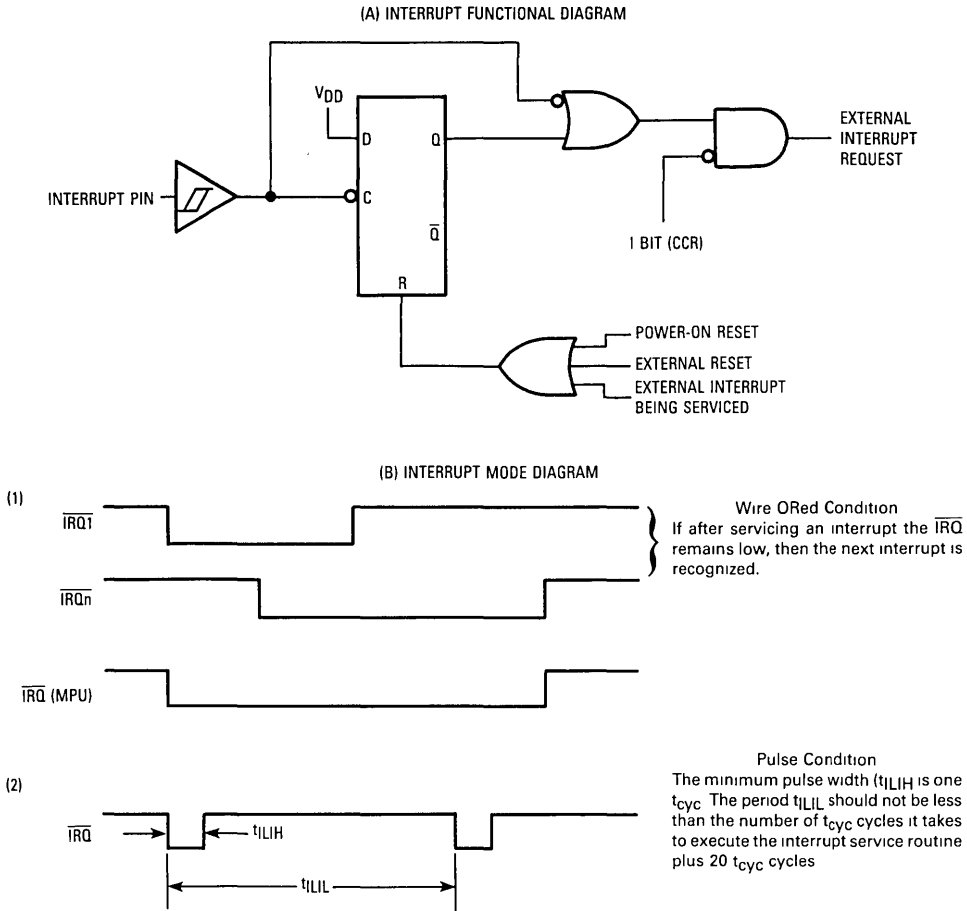 (A) INTERRUPT FUNCTIONAL DIAGRAM
VDD
D
Q
INTERRUPT PIN
C
Q̅
R
EXTERNAL
INTERRUPT
REQUEST
1 BIT (CCR)
POWER-ON RESET
EXTERNAL RESET
EXTERNAL INTERRUPT
BEING SERVICED
(B) INTERRUPT MODE DIAGRAM
(1)
IRQ1
IRQn
IRQ (MPU)
Wire ORed Condition
If after servicing an interrupt the IRQ
remains low, then the next interrupt is
recognized.
(2)
IRQ
tILIH
tILIL
Pulse Condition
The minimum pulse width (tILIH is one
tcyc The period tILIL should not be less
than the number of tcyc cycles it takes
to execute the interrupt service routine
plus 20 tcyc cycles